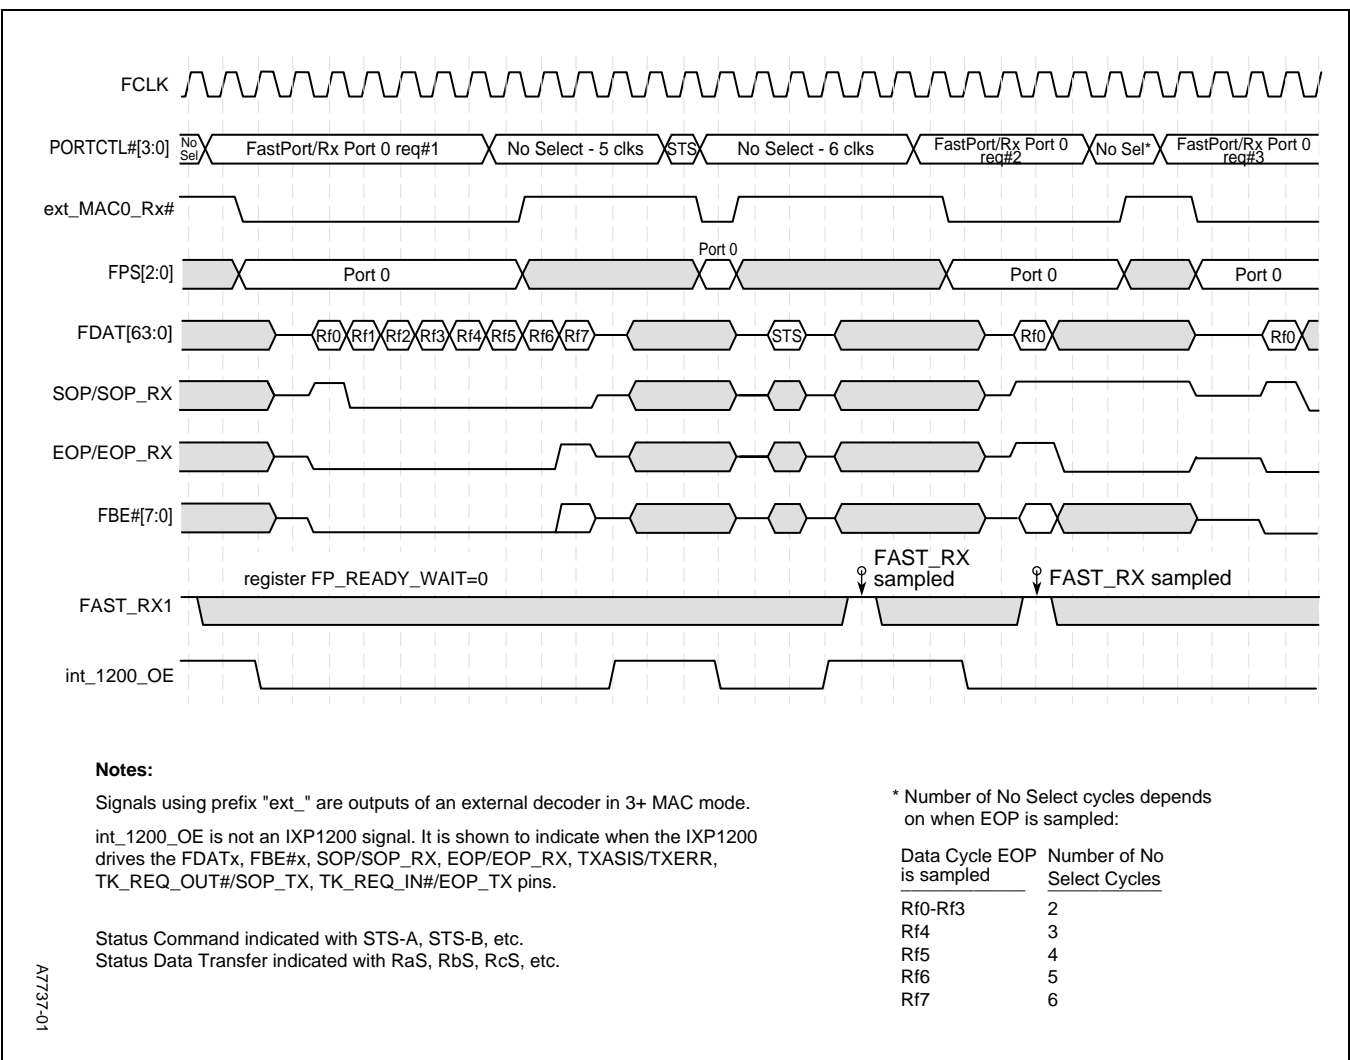 FCLK
PORTCTL#[3:0]
No
Sel
FastPort/Rx Port 0 req#1
No Select - 5 clks
STS
No Select - 6 clks
FastPort/Rx Port 0
req#2
No Sel*
FastPort/Rx Port 0
req#3
ext_MAC0_Rx#
FPS[2:0]
Port 0
Port 0
Port 0
Port 0
FDAT[63:0]
Rf0 Rf1 Rf2 Rf3 Rf4 Rf5 Rf6 Rf7
STS
Rf0
Rf0
SOP/SOP_RX
EOP/EOP_RX
FBE#[7:0]
register FP_READY_WAIT=0
FAST_RX
sampled
FAST_RX sampled
FAST_RX1
int_1200_OE
Notes:
Signals using prefix "ext_" are outputs of an external decoder in 3+ MAC mode.
int_1200_OE is not an IXP1200 signal. It is shown to indicate when the IXP1200
drives the FDATx, FBE#x, SOP/SOP_RX, EOP/EOP_RX, TXASIS/TXERR,
TK_REQ_OUT#/SOP_TX, TK_REQ_IN#/EOP_TX pins.
Status Command indicated with STS-A, STS-B, etc.
Status Data Transfer indicated with RaS, RbS, RcS, etc.
* Number of No Select cycles depends
on when EOP is sampled:
Data Cycle EOP Number of No
is sampled Select Cycles
Rf0-Rf3 2
Rf4 3
Rf5 4
Rf6 5
Rf7 6
A7737-01